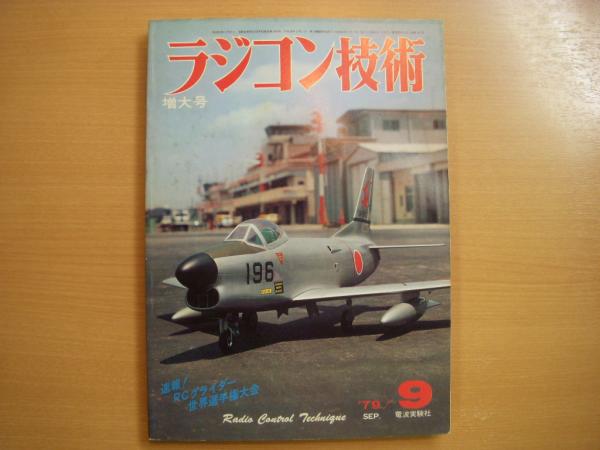 ラジコン技術
増大号
196
速報!
RCグライダー
世界選手権大会
Radio Control Technique
'79/9
SEP.
電波実験社